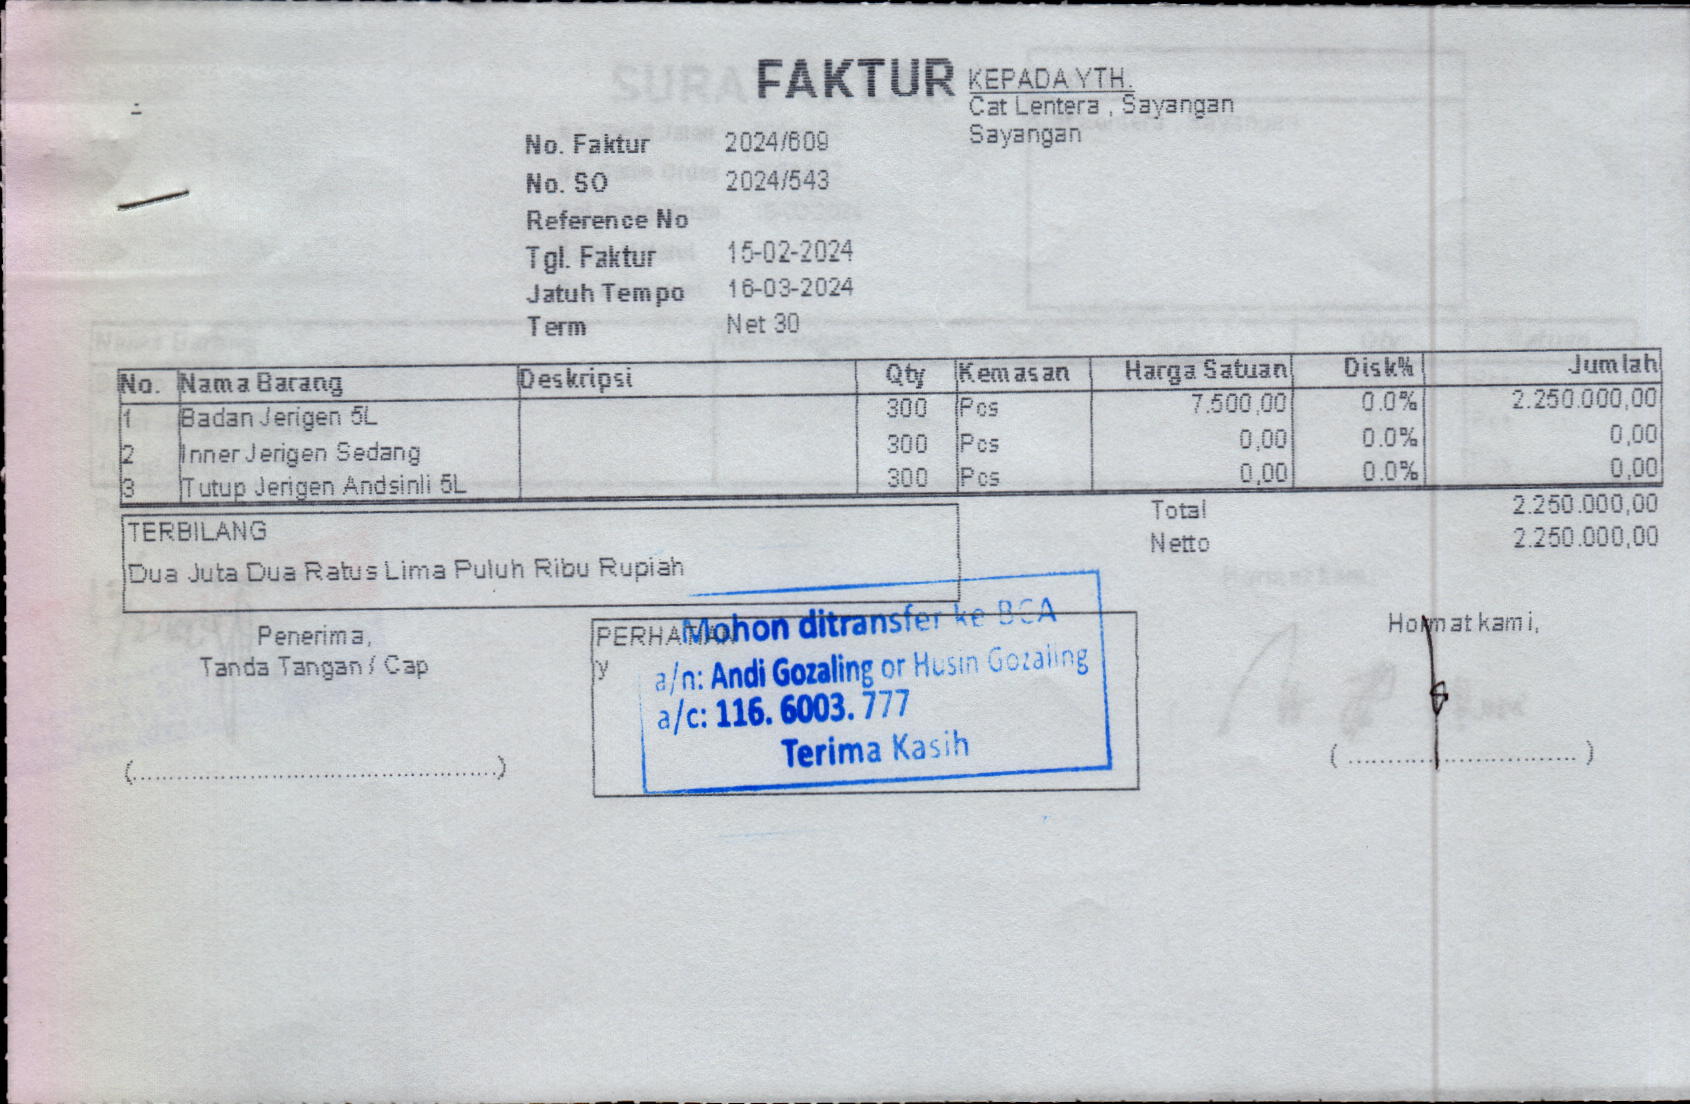 FAKTUR
KEPADA YTH.
Cat Lentera , Sayangan
Sayangan
-
No. Faktur 2024/609
No. SO 2024/543
Reference No
Tgl. Faktur 15-02-2024
Jatuh Tempo 16-03-2024
Term Net 30
No. Nama Barang Deskripsi Qty Kemasan Harga Satuan Disk% Jumlah
1 Badan Jerigen 5L 300 Pcs 7.500,00 0.0% 2.250.000,00
2 Inner Jerigen Sedang 300 Pcs 0,00 0.0% 0,00
3 Tutup Jerigen Andsinli 5L 300 Pcs 0,00 0.0% 0,00
Total 2.250.000,00
Netto 2.250.000,00
TERBILANG
Dua Juta Dua Ratus Lima Puluh Ribu Rupiah
Penerima,
Tanda Tangan / Cap
(................................................)
PERHATIAN
y
Mohon ditransfer ke BCA
a/n: Andi Gozaling or Husin Gozaling
a/c: 116. 6003. 777
Terima Kasih
Hormat kami,
( .............................. )